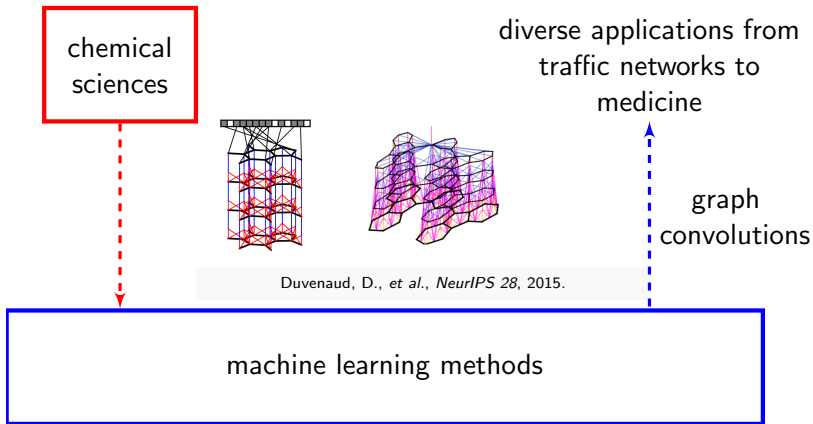 chemical
sciences
diverse applications from
traffic networks to
medicine
graph
convolutions
Duvenaud, D., et al., NeurIPS 28, 2015.
machine learning methods